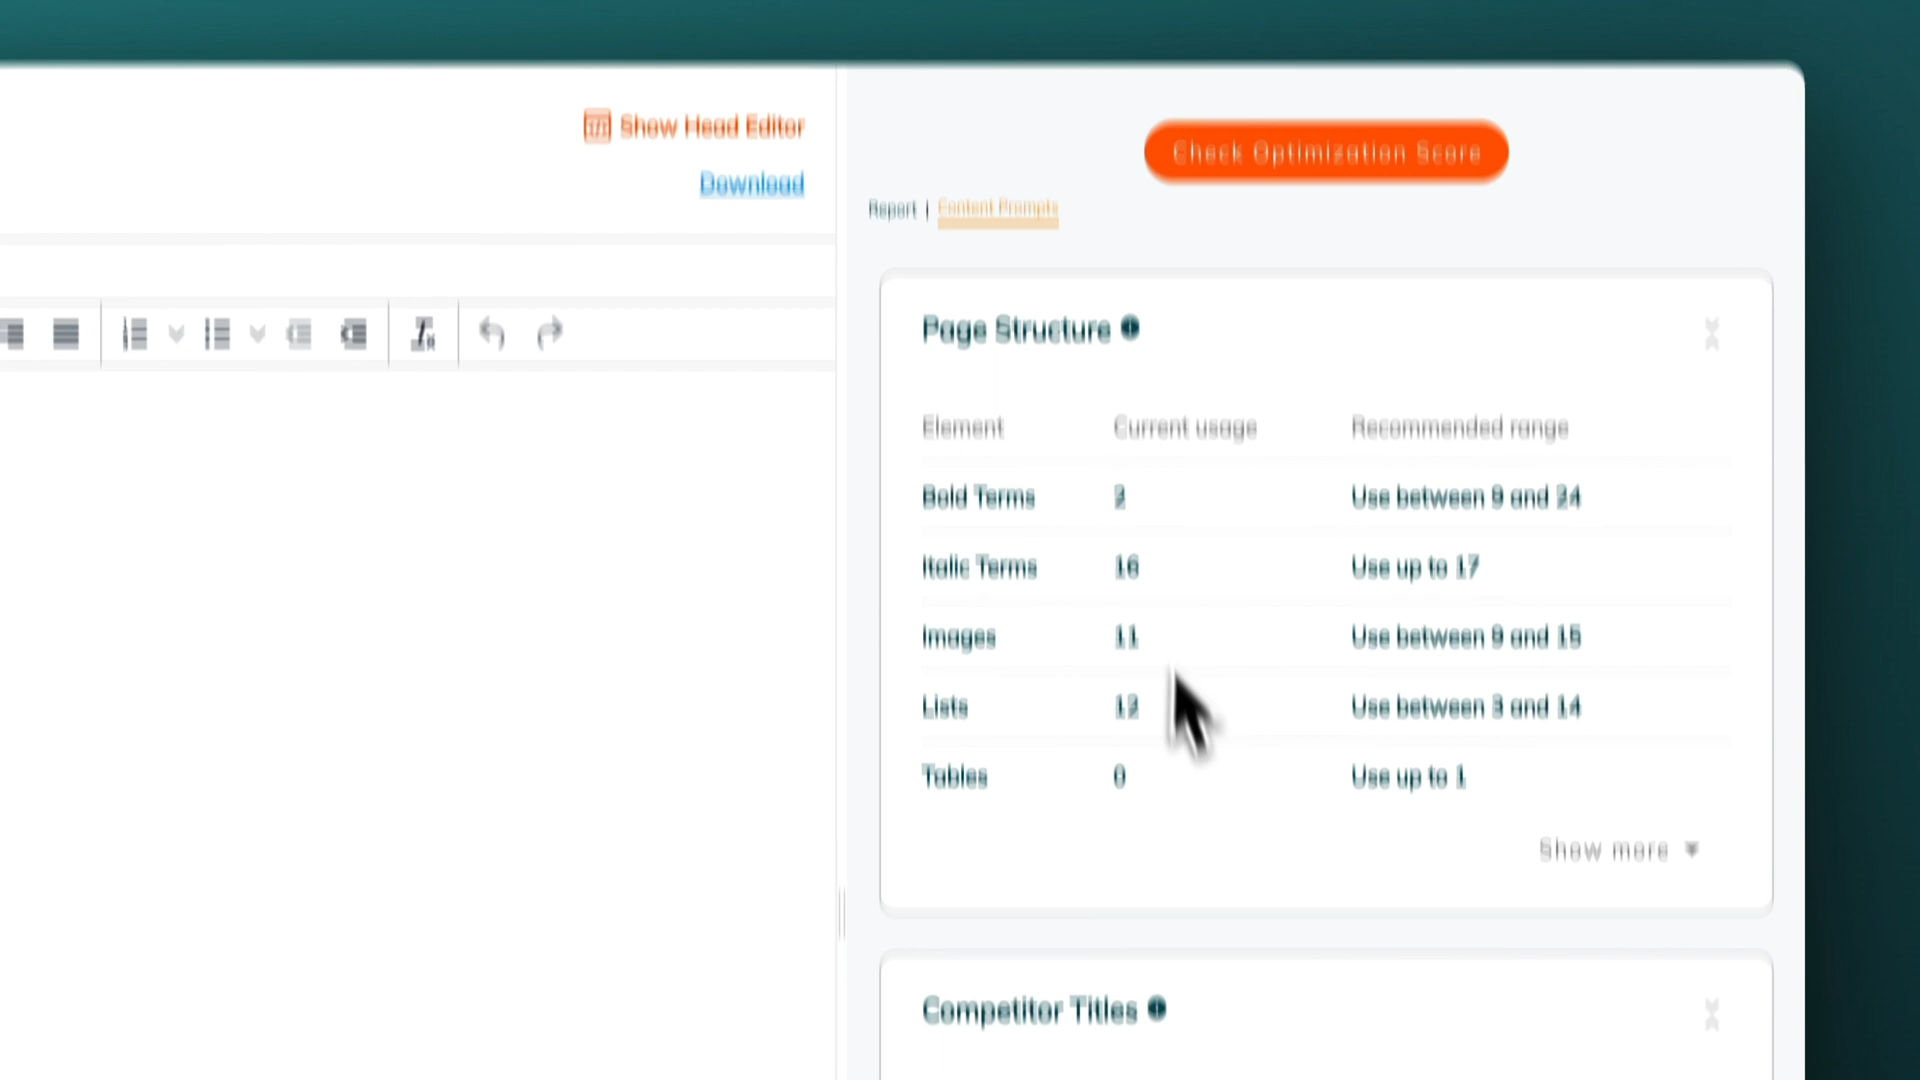 Show Head Editor
Download
Check Optimization Score
Report | Content Prompts
Page Structure
Element Current usage Recommended range
Bold Terms 2 Use between 9 and 24
Italic Terms 16 Use up to 17
Images 11 Use between 9 and 15
Lists 12 Use between 3 and 14
Tables 0 Use up to 1
Show more
Competitor Titles